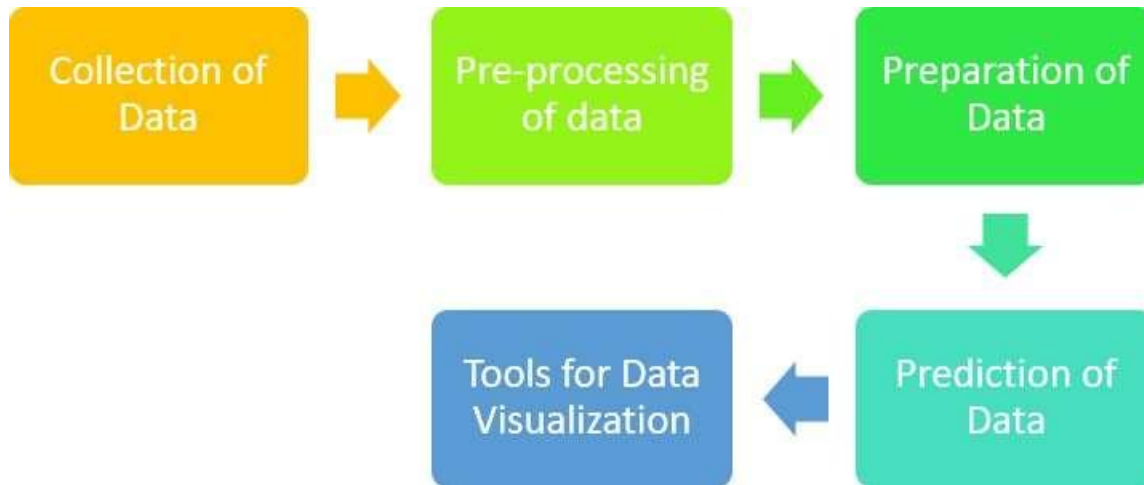 Collection of
Data
Pre-processing
of data
Preparation of
Data
Prediction of
Data
Tools for Data
Visualization